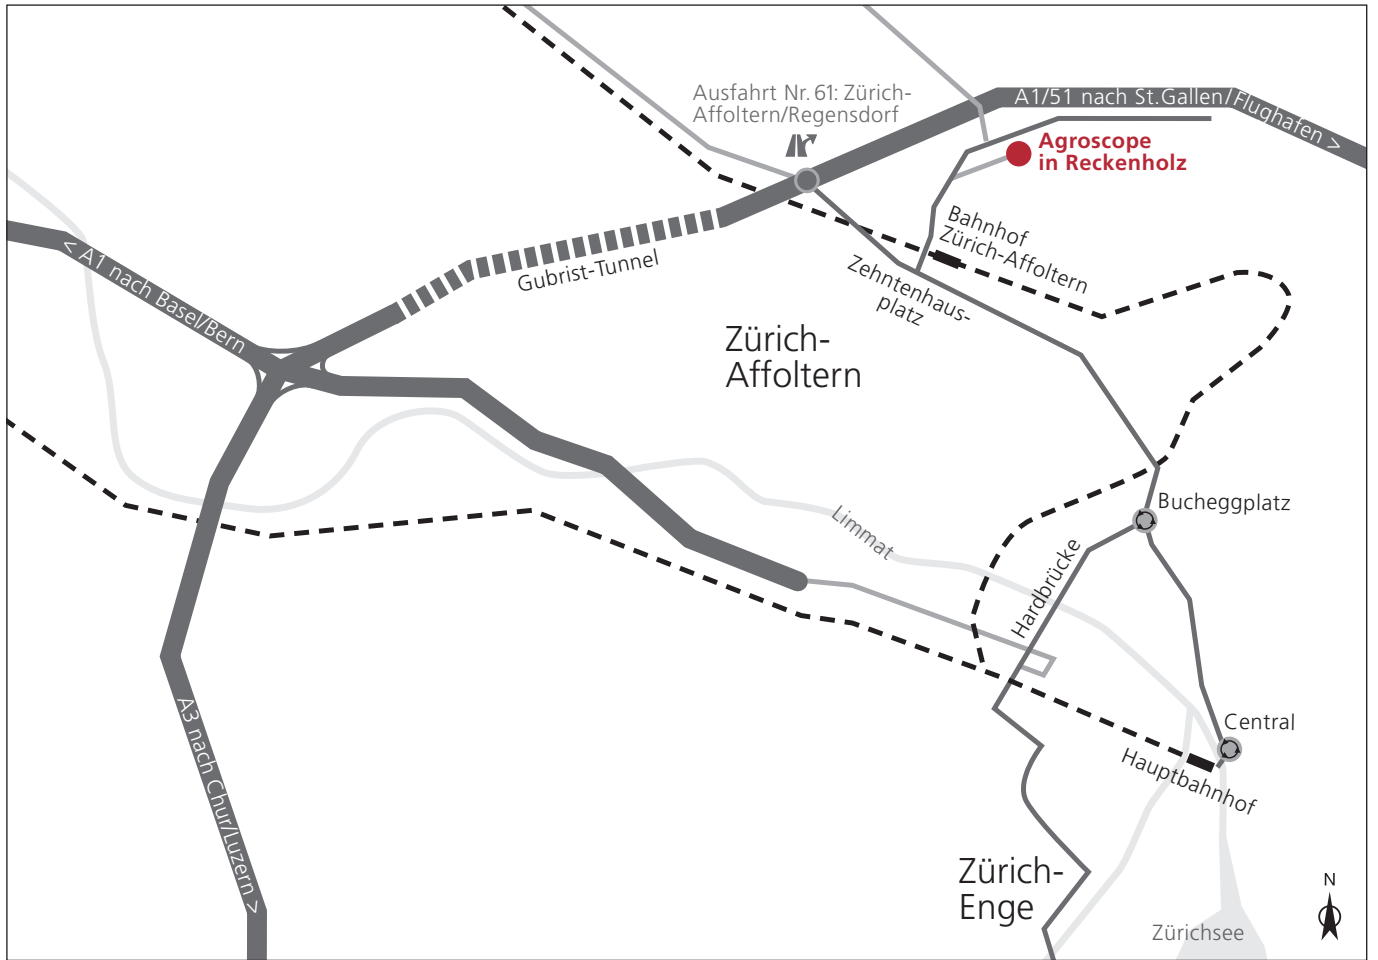 Ausfahrt Nr. 61: Zürich-
Affoltern/Regensdorf
A1/51 nach St.Gallen/Flughafen >
Agroscope
in Reckenholz
Bahnhof
Zürich-Affoltern
< A1 nach Basel/Bern
Gubrist-Tunnel
Zehntenhaus-
platz
Zürich-
Affoltern
Bucheggplatz
Limmat
Hardbrücke
A3 nach Chur/Luzern >
Central
Hauptbahnhof
Zürich-
Enge
N
Zürichsee